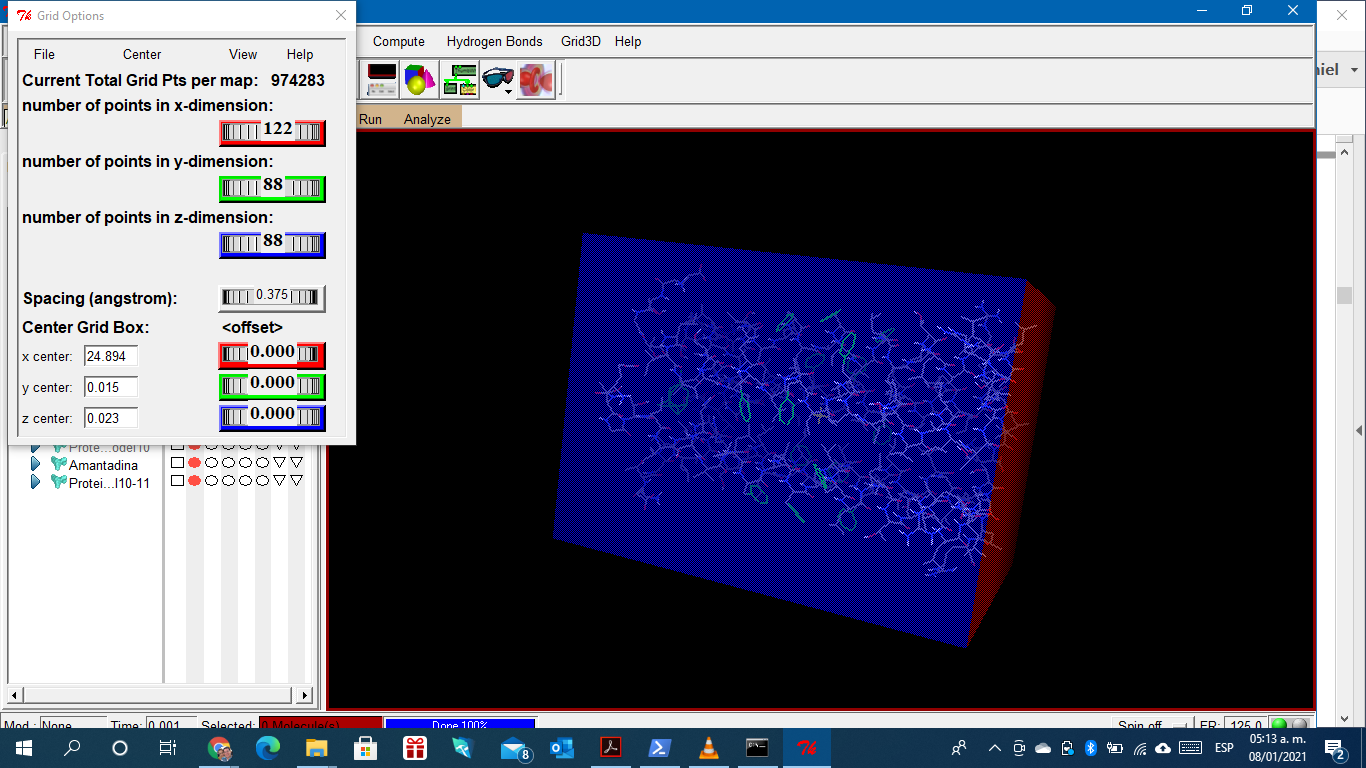 Grid Options
File Center View Help
Current Total Grid Pts per map: 974283
number of points in x-dimension:
122
number of points in y-dimension:
88
number of points in z-dimension:
88
Spacing (angstrom): 0.375
Center Grid Box: <offset>
x center: 24.894 0.000
y center: 0.015 0.000
z center: 0.023 0.000
Compute Hydrogen Bonds Grid3D Help
Run Analyze
niel
Prote...odel10
Amantadina
Protei...l10-11
Mod.: None Time: 0.001 Selected: 0 Molecule(s) Done 100% Spin off FR: 125.0
8
ESP
05:13 a. m.
08/01/2021
2